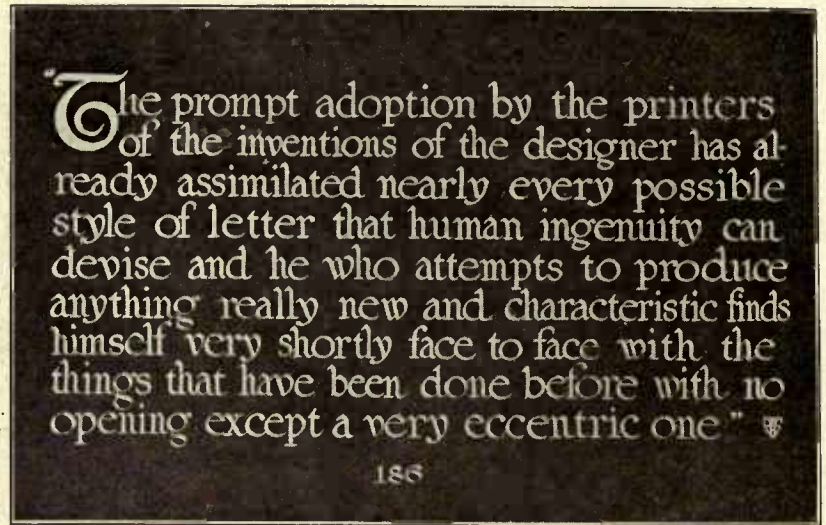 "The prompt adoption by the printers
of the inventions of the designer has al-
ready assimilated nearly every possible
style of letter that human ingenuity can
devise and he who attempts to produce
anything really new and characteristic finds
himself very shortly face to face with the
things that have been done before with no
opening except a very eccentric one"
186